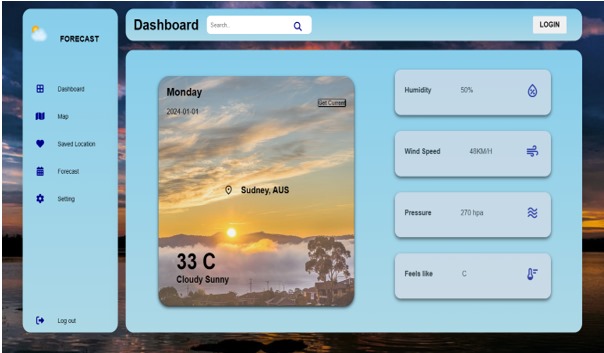 FORECAST
Dashboard
Map
Saved Location
Forecast
Setting
Log out
Dashboard
Search..
LOGIN
Monday
2024-01-01
Get Current
Sudney, AUS
33 C
Cloudy Sunny
Humidity 50%
Wind Speed 48KM/H
Pressure 270 hpa
Feels like C